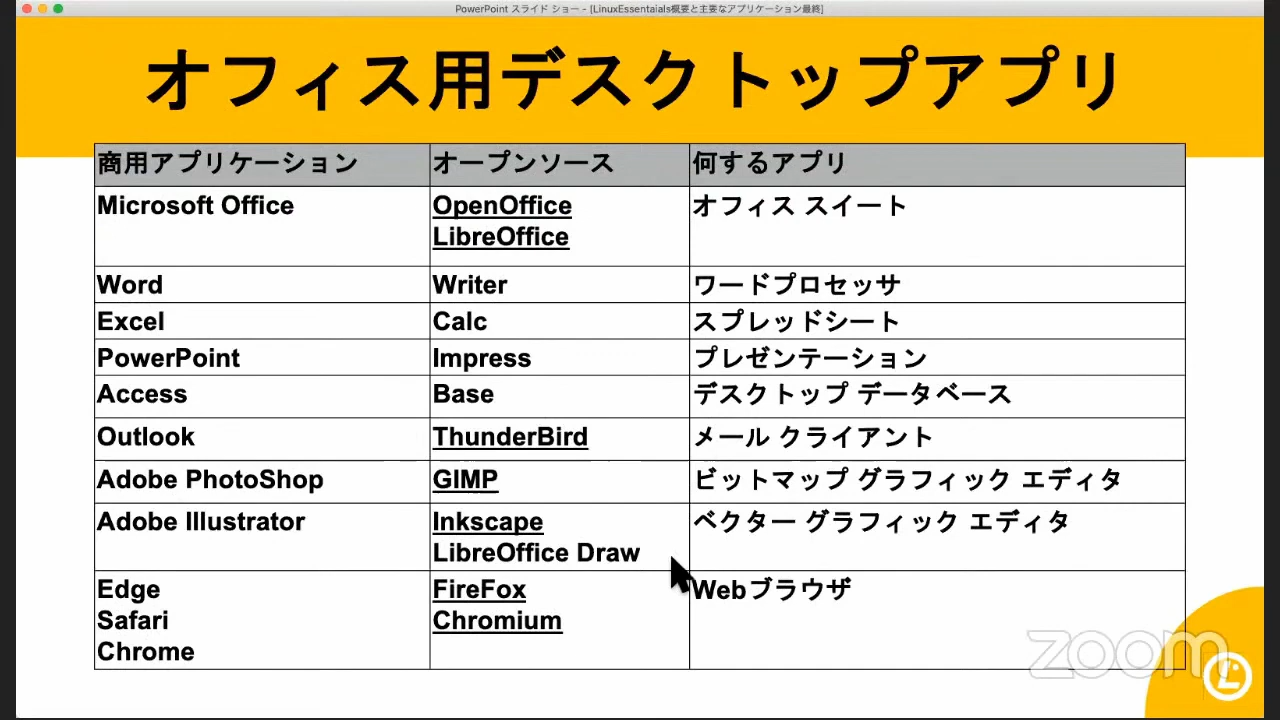 PowerPoint スライド ショー - [LinuxEssentaials概要と主要なアプリケーション最終]
オフィス用デスクトップアプリ
商用アプリケーション オープンソース 何するアプリ
Microsoft Office OpenOffice オフィス スイート
LibreOffice
Word Writer ワードプロセッサ
Excel Calc スプレッドシート
PowerPoint Impress プレゼンテーション
Access Base デスクトップ データベース
Outlook ThunderBird メール クライアント
Adobe PhotoShop GIMP ビットマップ グラフィック エディタ
Adobe Illustrator Inkscape ベクター グラフィック エディタ
LibreOffice Draw
Edge FireFox Webブラウザ
Safari Chromium
Chrome
zoom